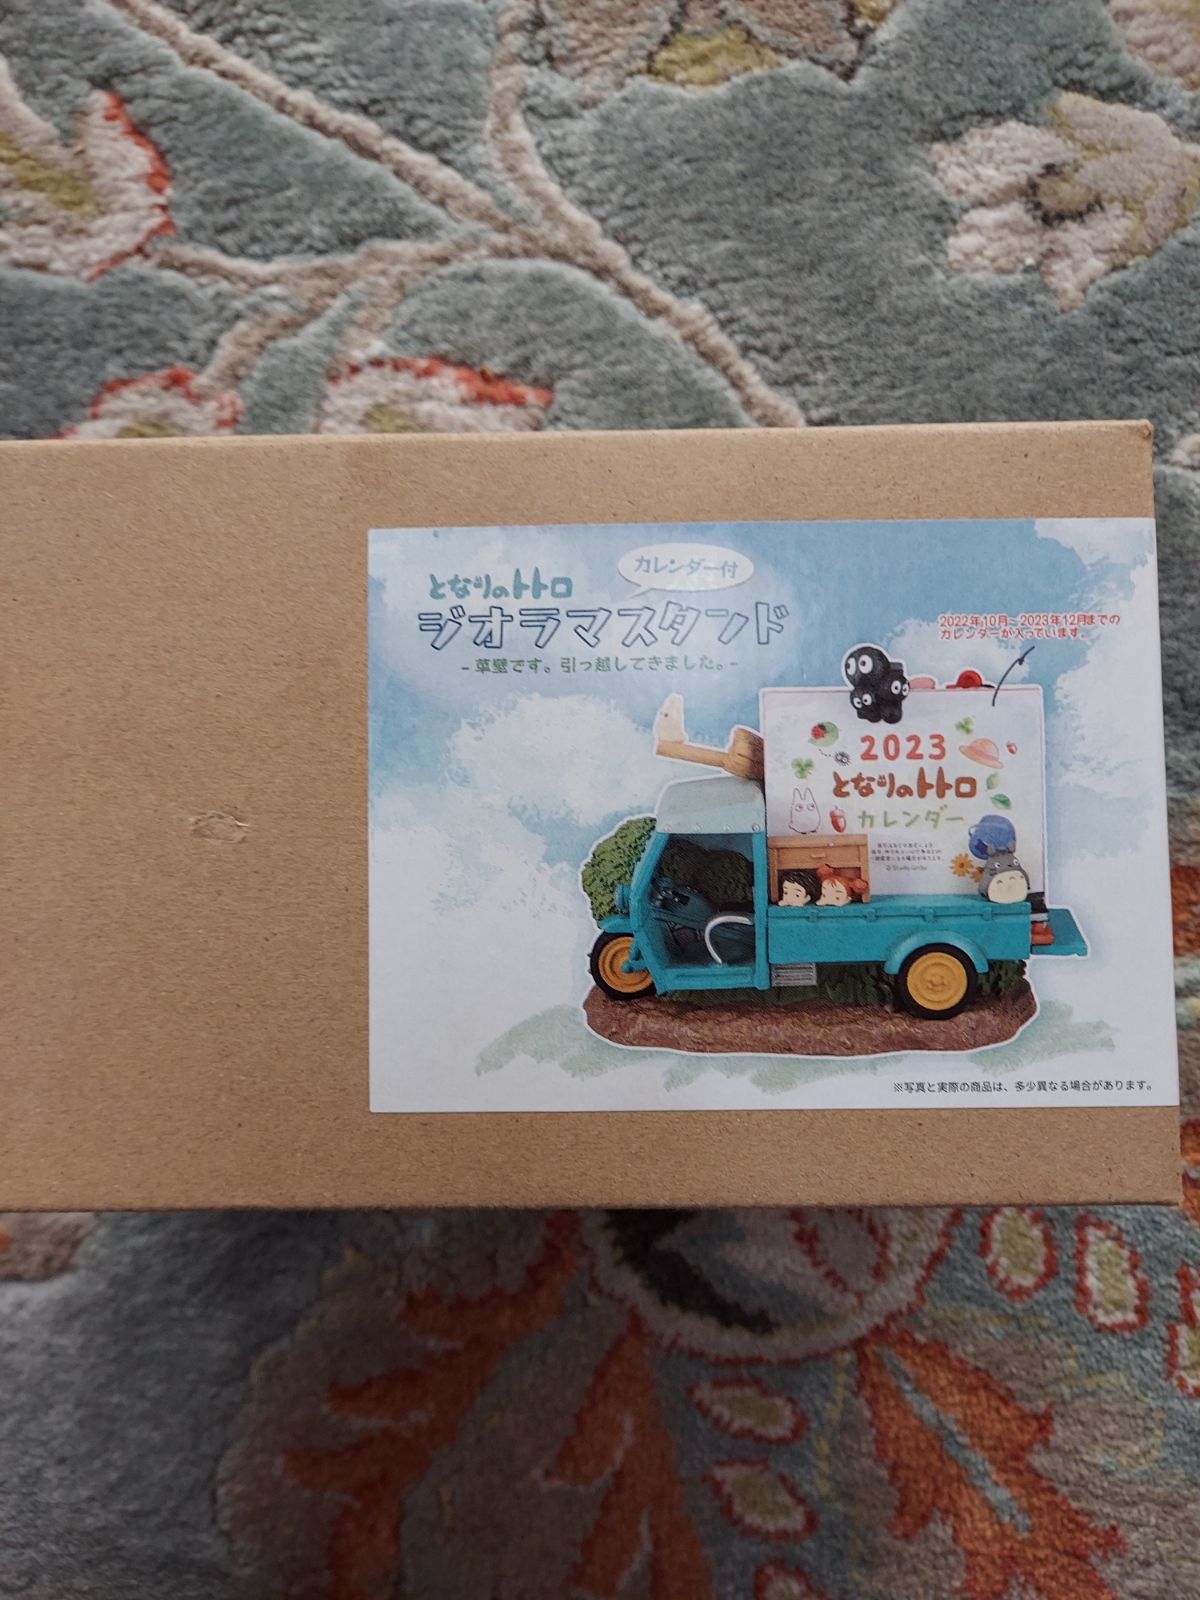 カレンダー付
となりのトトロ
ジオラマスタンド
-草壁です。引っ越してきました。-
2022年10月~2023年12月までの
カレンダーが入っています。
2023
となりのトトロ
カレンダー
© Studio Ghibli
※写真と実際の商品は、多少異なる場合があります。